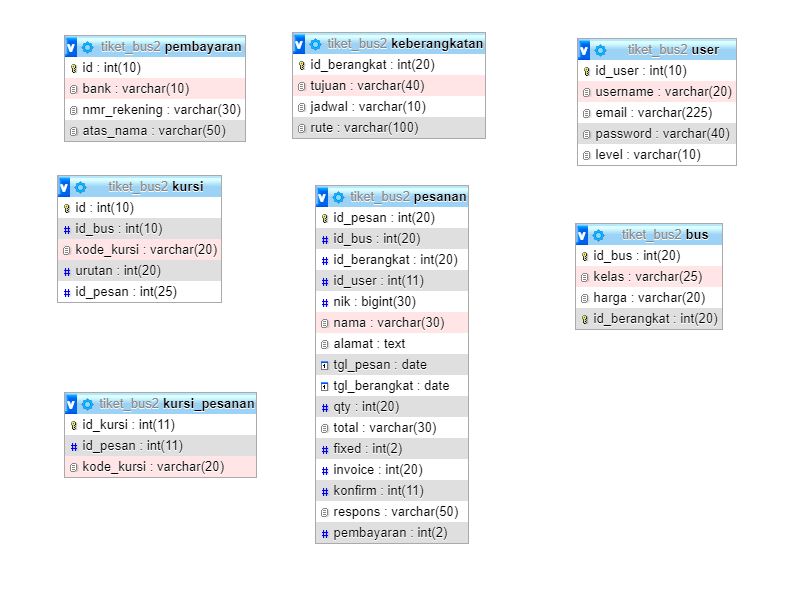 tiket_bus2 pembayaran
id : int(10)
bank : varchar(10)
nmr_rekening : varchar(30)
atas_nama : varchar(50)
tiket_bus2 keberangkatan
id_berangkat : int(20)
tujuan : varchar(40)
jadwal : varchar(10)
rute : varchar(100)
tiket_bus2 user
id_user : int(10)
username : varchar(20)
email : varchar(225)
password : varchar(40)
level : varchar(10)
tiket_bus2 kursi
id : int(10)
id_bus : int(10)
kode_kursi : varchar(20)
urutan : int(20)
id_pesan : int(25)
tiket_bus2 pesanan
id_pesan : int(20)
id_bus : int(20)
id_berangkat : int(20)
id_user : int(11)
nik : bigint(30)
nama : varchar(30)
alamat : text
tgl_pesan : date
tgl_berangkat : date
qty : int(20)
total : varchar(30)
fixed : int(2)
invoice : int(20)
konfirm : int(11)
respons : varchar(50)
pembayaran : int(2)
tiket_bus2 bus
id_bus : int(20)
kelas : varchar(25)
harga : varchar(20)
id_berangkat : int(20)
tiket_bus2 kursi_pesanan
id_kursi : int(11)
id_pesan : int(11)
kode_kursi : varchar(20)